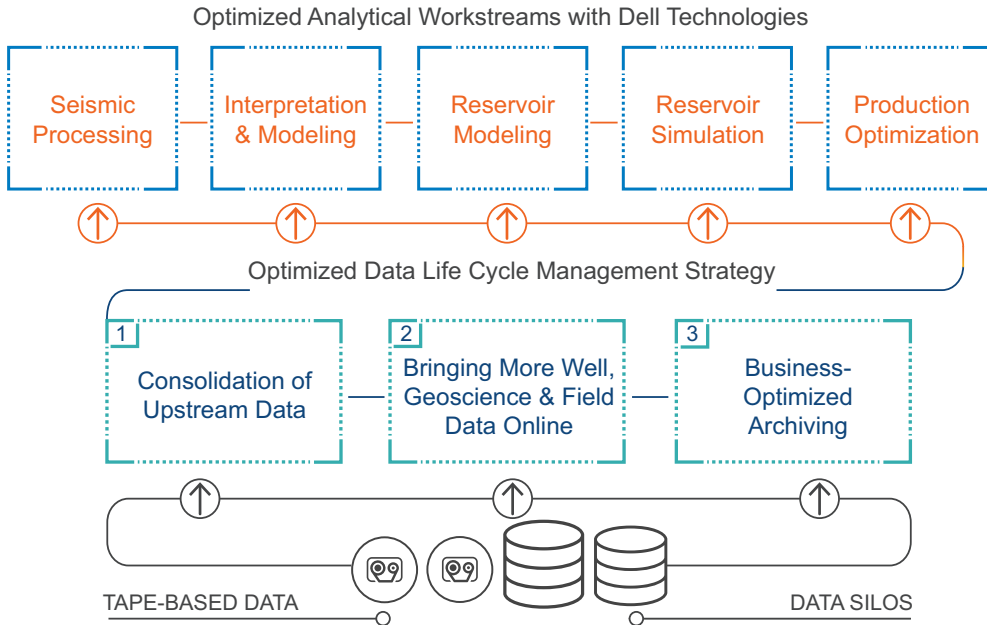 Optimized Analytical Workstreams with Dell Technologies
Seismic
Processing
Interpretation
& Modeling
Reservoir
Modeling
Reservoir
Simulation
Production
Optimization
Optimized Data Life Cycle Management Strategy
1
Consolidation of
Upstream Data
2
Bringing More Well,
Geoscience & Field
Data Online
3
Business-
Optimized
Archiving
TAPE-BASED DATA
DATA SILOS